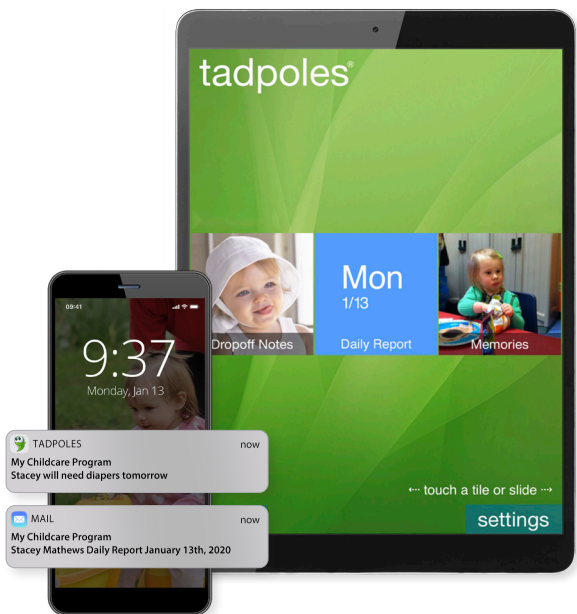 tadpoles®
Dropoff Notes
Mon
1/13
Daily Report
Memories
⟵ touch a tile or slide ⟶
settings
09:41
9:37
Monday, Jan 13
TADPOLES
now
My Childcare Program
Stacey will need diapers tomorrow
MAIL
now
My Childcare Program
Stacey Mathews Daily Report January 13th, 2020